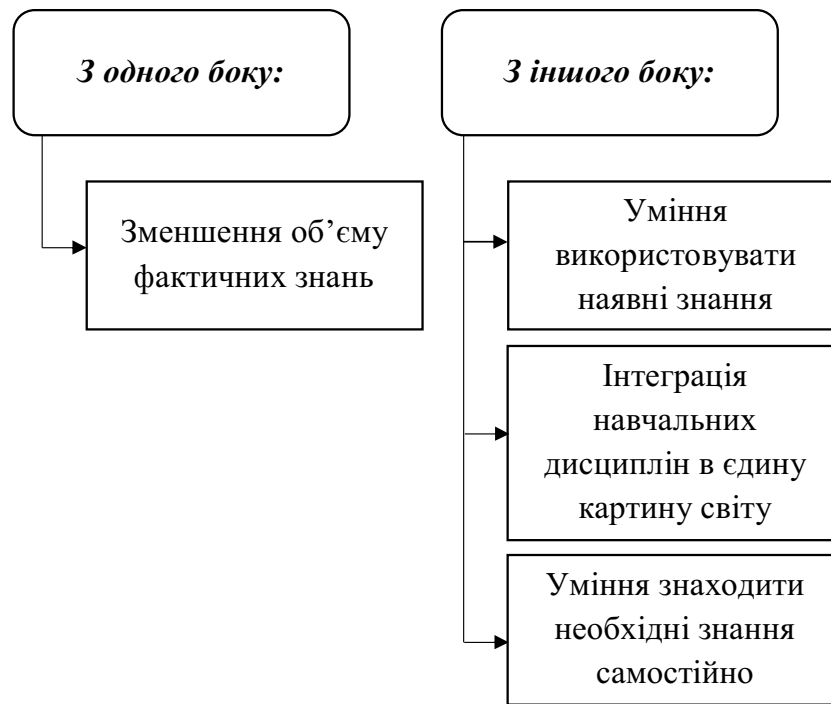 З одного боку:
Зменшення об’єму
фактичних знань
З іншого боку:
Уміння
використовувати
наявні знання
Інтеграція
навчальних
дисциплін в єдину
картину світу
Уміння знаходити
необхідні знання
самостійно